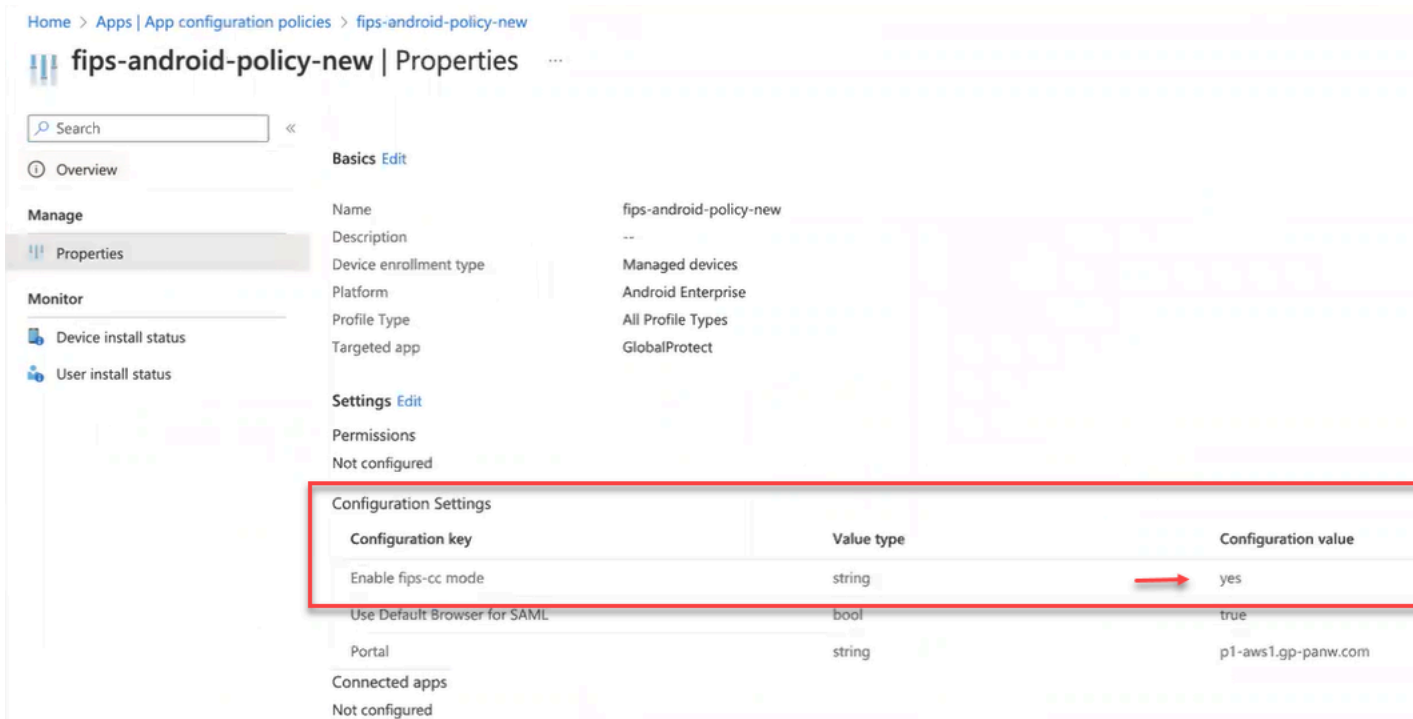 Home > Apps | App configuration policies > fips-android-policy-new
fips-android-policy-new | Properties ...
Search «
Overview
Manage
Properties
Monitor
Device install status
User install status
Basics Edit
Name fips-android-policy-new
Description --
Device enrollment type Managed devices
Platform Android Enterprise
Profile Type All Profile Types
Targeted app GlobalProtect
Settings Edit
Permissions
Not configured
Configuration Settings
Configuration key Value type Configuration value
Enable fips-cc mode string yes
Use Default Browser for SAML bool true
Portal string p1-aws1.gp-panw.com
Connected apps
Not configured